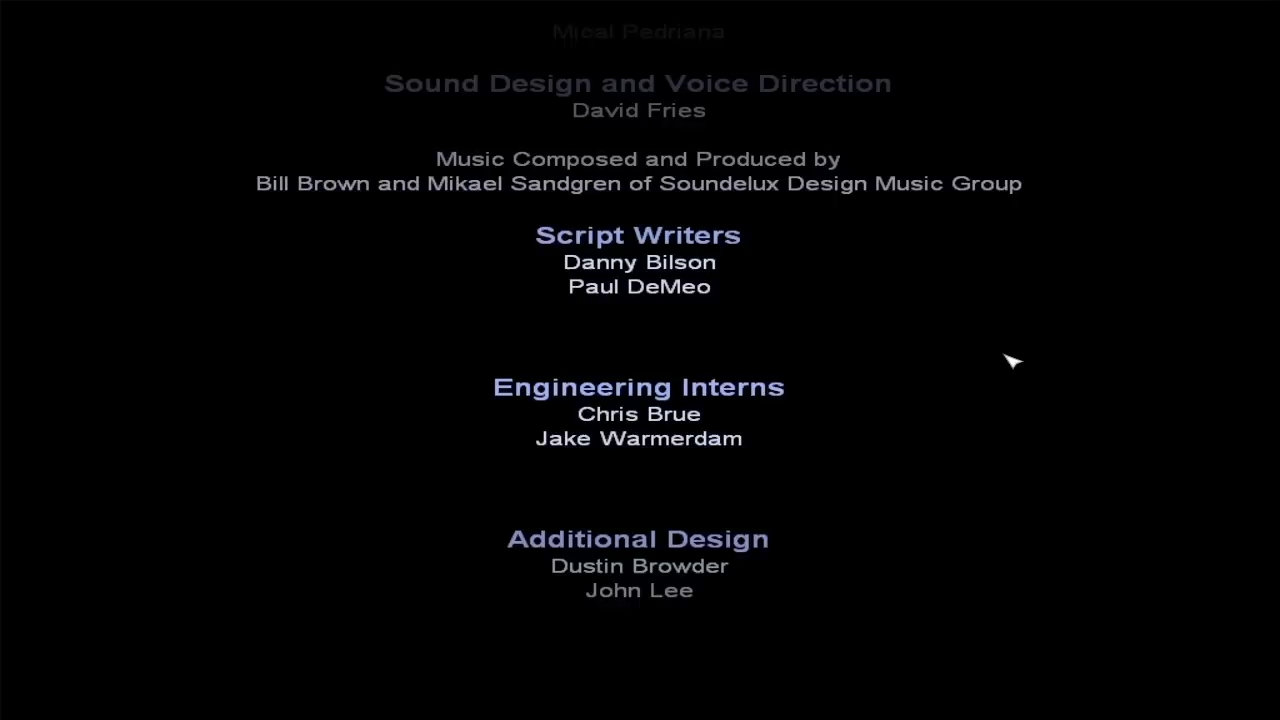 Mical Pedriana
Sound Design and Voice Direction
David Fries
Music Composed and Produced by
Bill Brown and Mikael Sandgren of Soundelux Design Music Group
Script Writers
Danny Bilson
Paul DeMeo
Engineering Interns
Chris Brue
Jake Warmerdam
Additional Design
Dustin Browder
John Lee